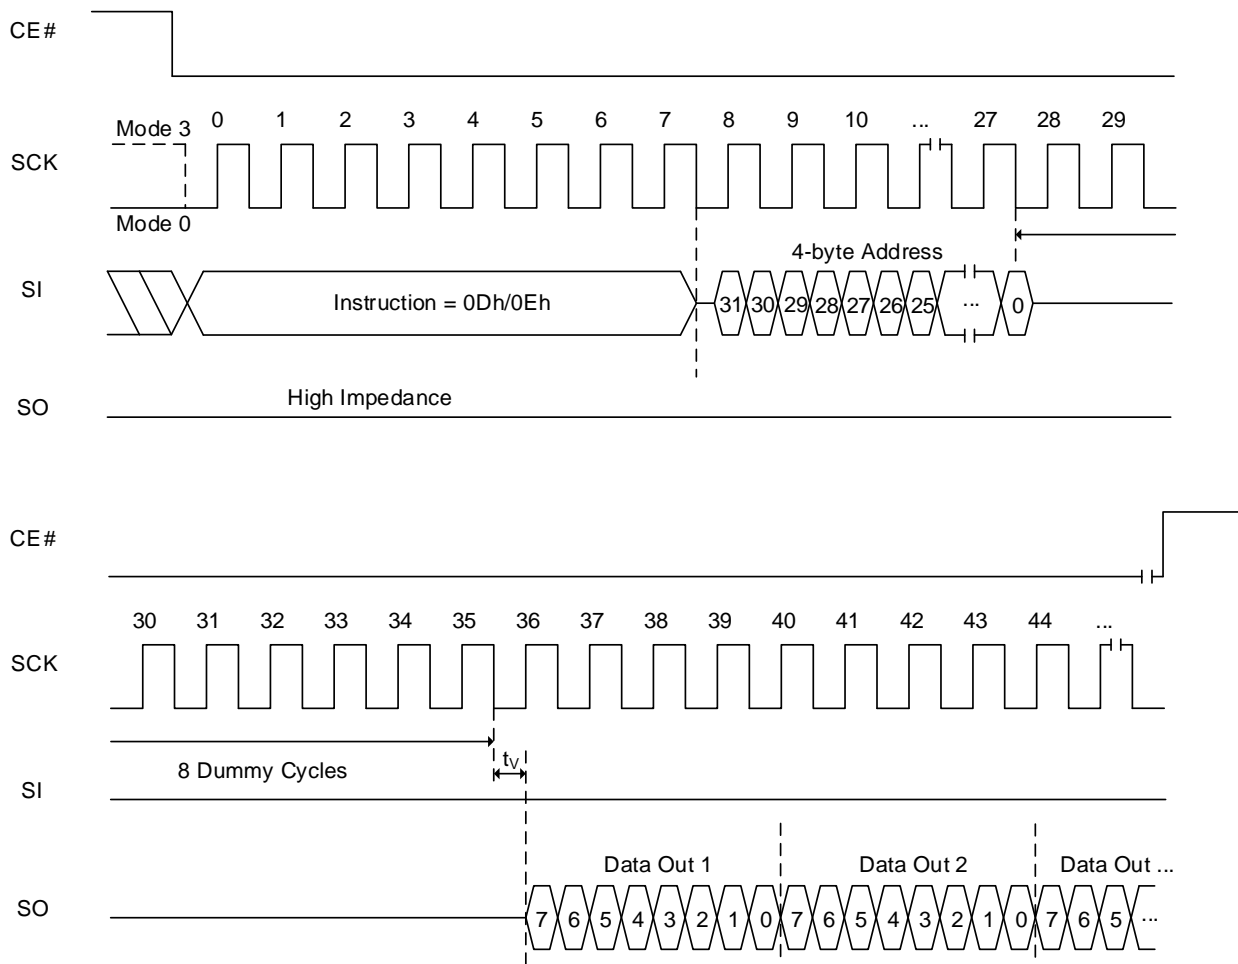 CE#
0 1 2 3 4 5 6 7 8 9 10 ... 27 28 29
Mode 3
SCK
Mode 0
4-byte Address
SI
Instruction = 0Dh/0Eh
31 30 29 28 27 26 25 ... 0
High Impedance
SO
CE#
30 31 32 33 34 35 36 37 38 39 40 41 42 43 44 ...
SCK
8 Dummy Cycles
tV
SI
Data Out 1 Data Out 2 Data Out ...
SO
7 6 5 4 3 2 1 0 7 6 5 4 3 2 1 0 7 6 5 ...